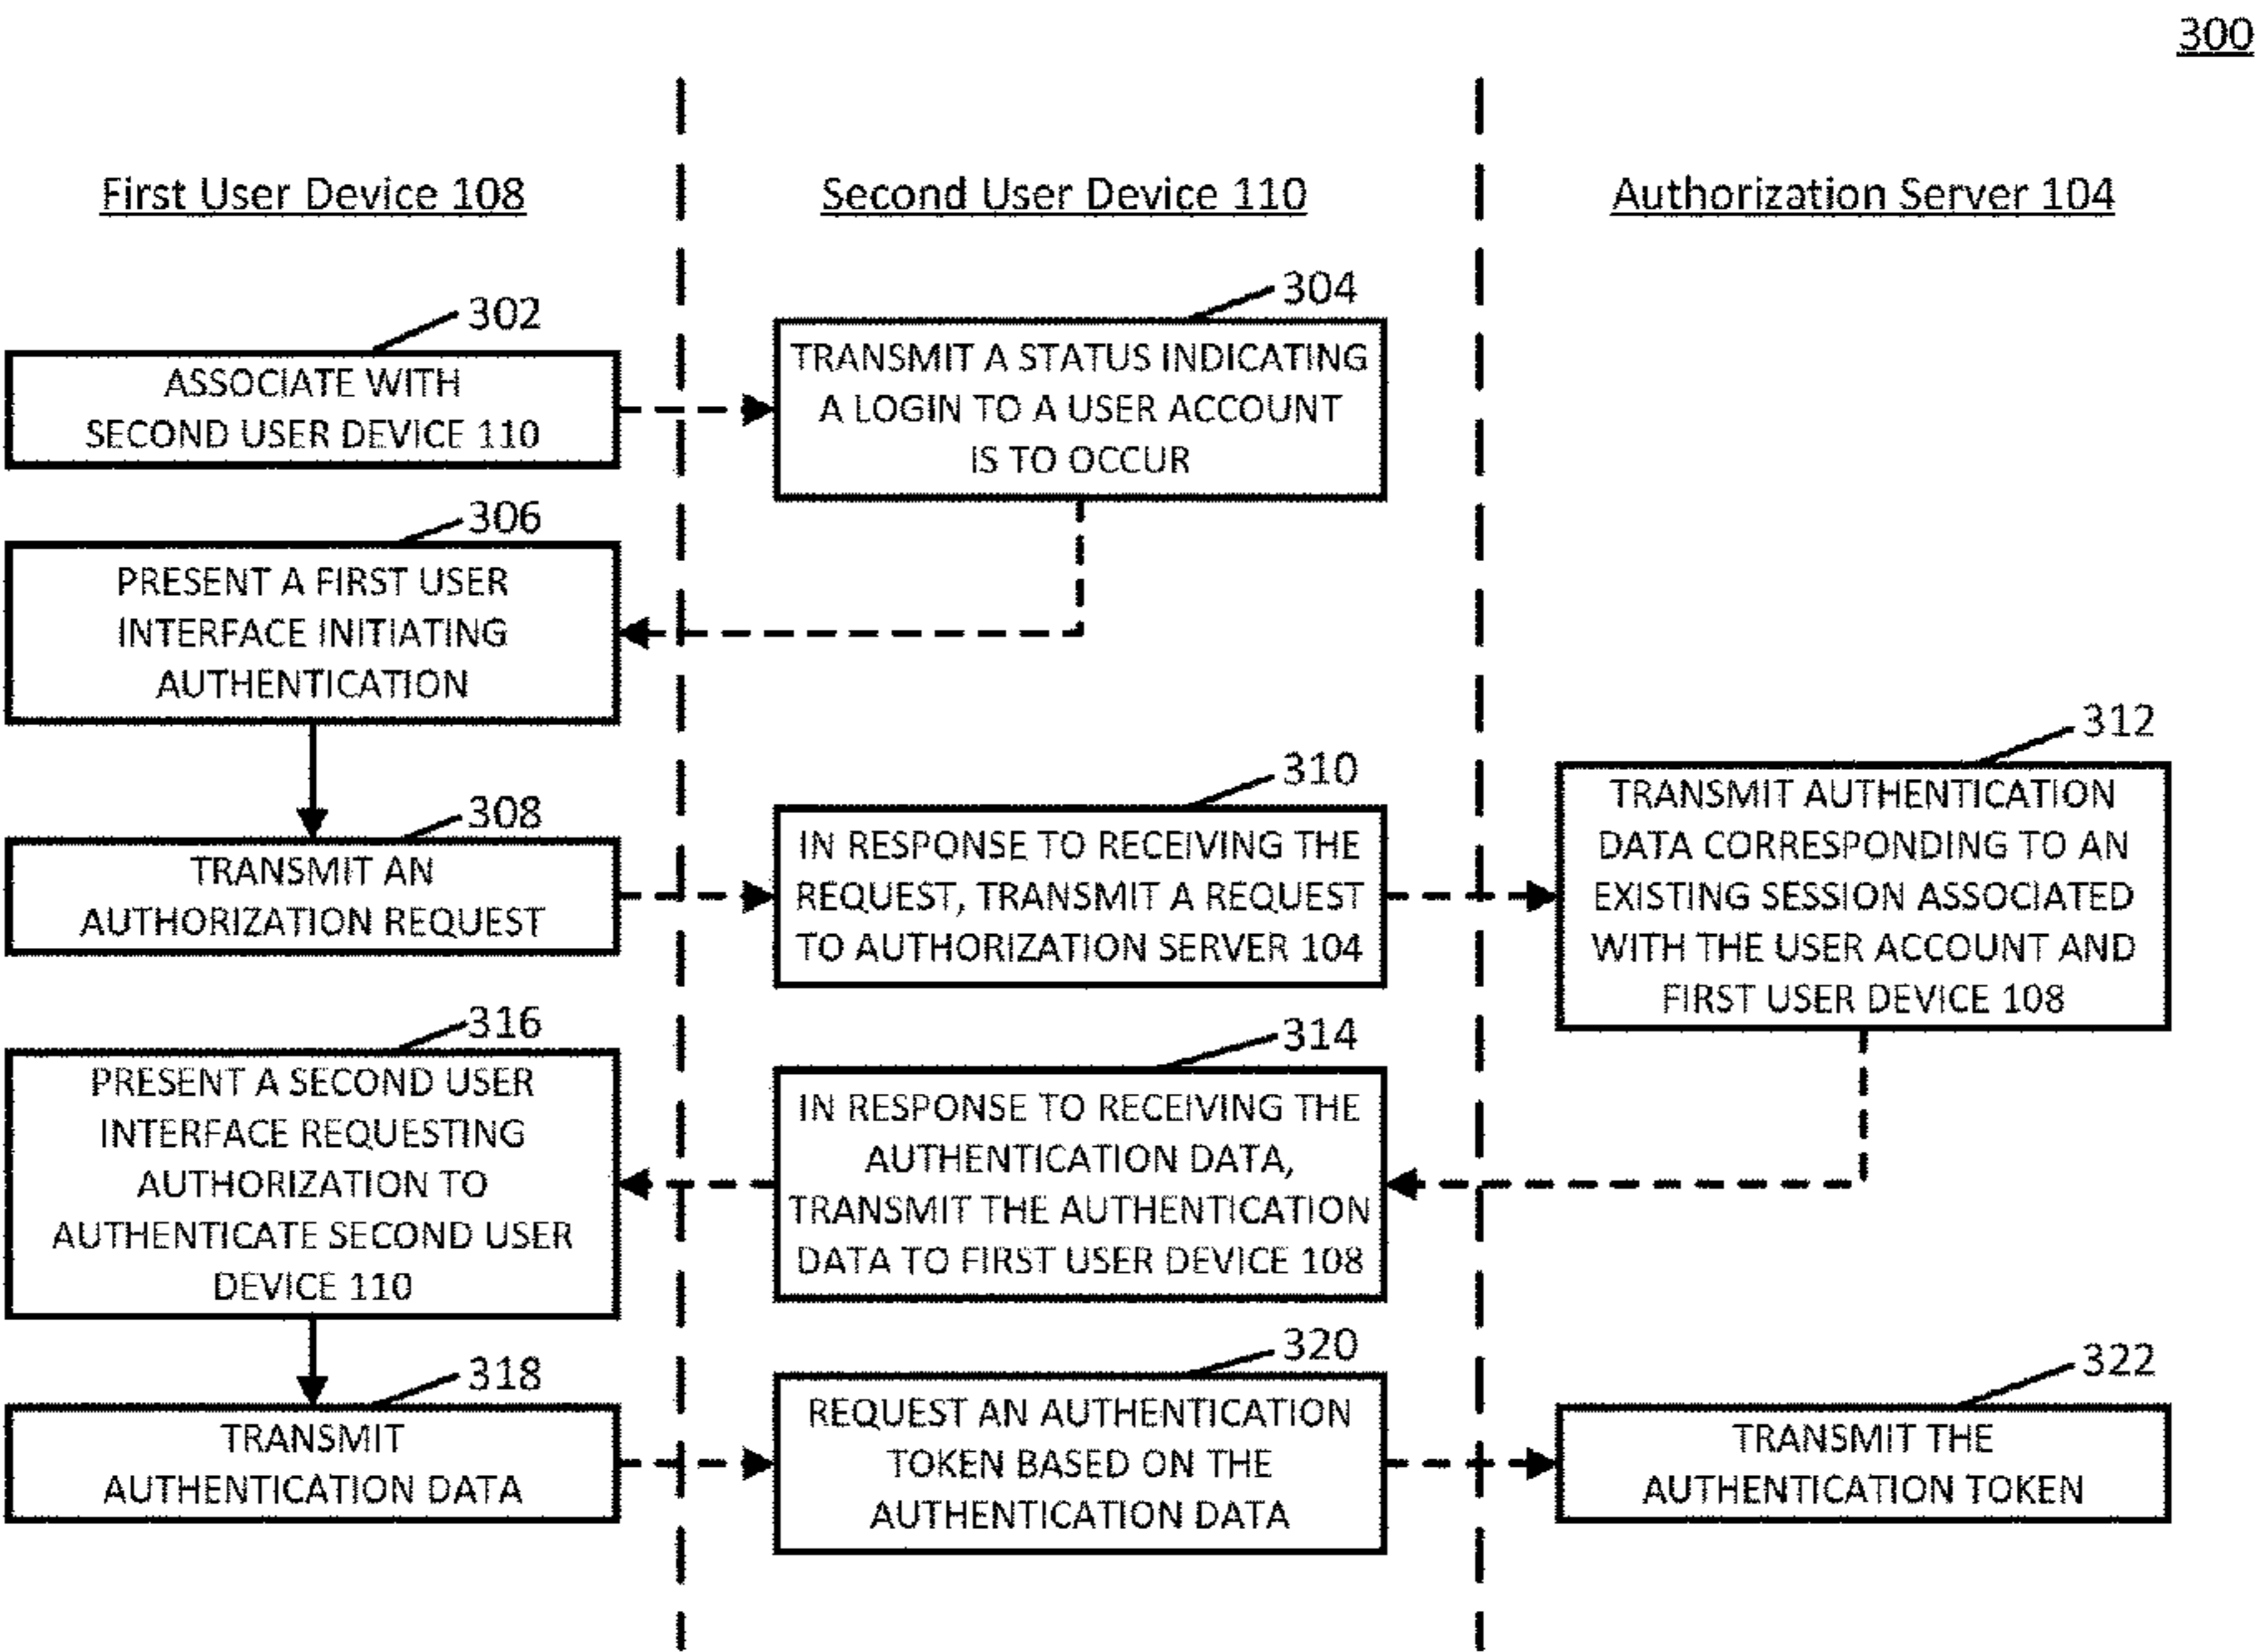 300
First User Device 108
Second User Device 110
Authorization Server 104
302
ASSOCIATE WITH
SECOND USER DEVICE 110
304
TRANSMIT A STATUS INDICATING
A LOGIN TO A USER ACCOUNT
IS TO OCCUR
306
PRESENT A FIRST USER
INTERFACE INITIATING
AUTHENTICATION
308
TRANSMIT AN
AUTHORIZATION REQUEST
310
IN RESPONSE TO RECEIVING THE
REQUEST, TRANSMIT A REQUEST
TO AUTHORIZATION SERVER 104
312
TRANSMIT AUTHENTICATION
DATA CORRESPONDING TO AN
EXISTING SESSION ASSOCIATED
WITH THE USER ACCOUNT AND
FIRST USER DEVICE 108
314
IN RESPONSE TO RECEIVING THE
AUTHENTICATION DATA,
TRANSMIT THE AUTHENTICATION
DATA TO FIRST USER DEVICE 108
316
PRESENT A SECOND USER
INTERFACE REQUESTING
AUTHORIZATION TO
AUTHENTICATE SECOND USER
DEVICE 110
318
TRANSMIT
AUTHENTICATION DATA
320
REQUEST AN AUTHENTICATION
TOKEN BASED ON THE
AUTHENTICATION DATA
322
TRANSMIT THE
AUTHENTICATION TOKEN